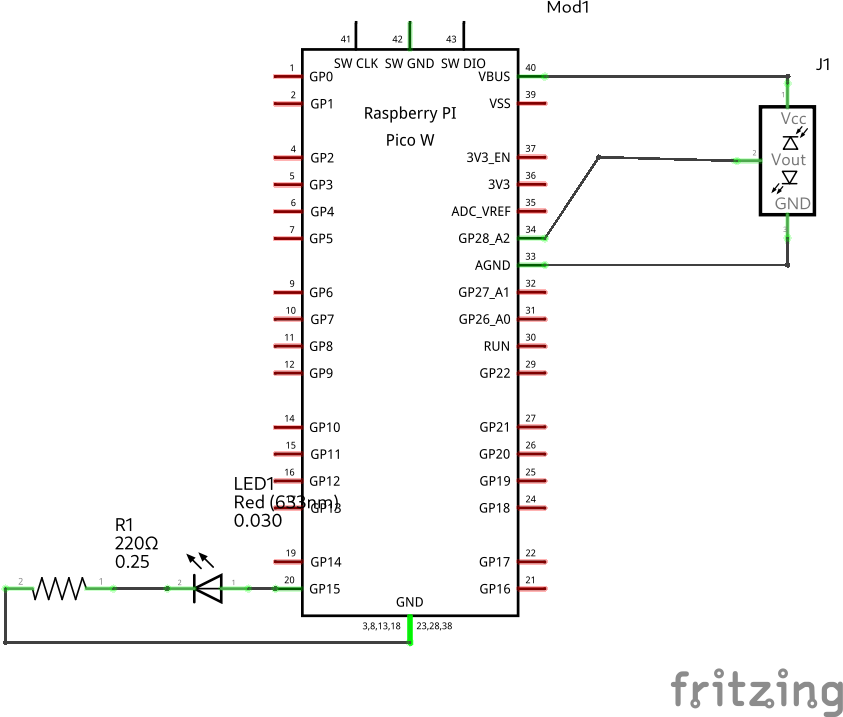 Mod1
41
42
43
SW CLK
SW GND
SW DIO
1
GP0
VBUS
40
J1
2
GP1
VSS
39
1
Vcc
Raspberry PI
Pico W
4
GP2
3V3_EN
37
2
Vout
5
GP3
3V3
36
6
GP4
ADC_VREF
35
GND
7
GP5
GP28_A2
34
AGND
33
9
GP6
GP27_A1
32
10
GP7
GP26_A0
31
11
GP8
RUN
30
12
GP9
GP22
29
14
GP10
GP21
27
15
GP11
GP20
26
16
GP12
GP19
25
LED1
Red (633nm)
0.030
GP13
GP18
24
R1
220Ω
0.25
19
GP14
GP17
22
2
1
2
1
20
GP15
GP16
21
GND
3,8,13,18
23,28,38
fritzing